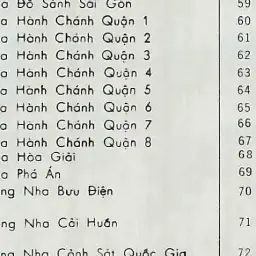 a Đô Sảnh Sài Gòn 59
a Hành Chánh Quận 1 60
a Hành Chánh Quận 2 61
a Hành Chánh Quận 3 62
a Hành Chánh Quận 4 63
a Hành Chánh Quận 5 64
a Hành Chánh Quận 6 65
a Hành Chánh Quận 7 66
a Hành Chánh Quận 8 67
a Hòa Giải 68
a Phá Án 69
ng Nha Bưu Điện 70
ng Nha Cải Huấn 71
ng Nha Cảnh Sát Quốc Gia 72